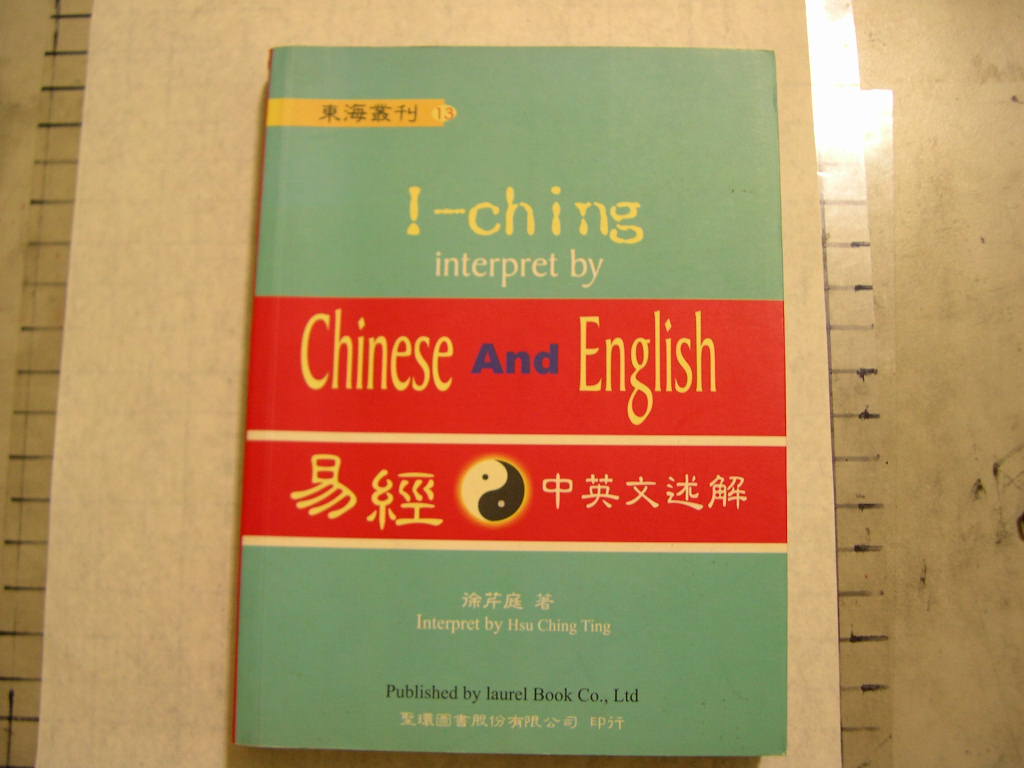 東海叢刊 13
I-ching
interpret by
Chinese And English
易經 中英文述解
徐芹庭 著
Interpret by Hsu Ching Ting
Published by laurel Book Co., Ltd
聖環圖書股份有限公司 印行